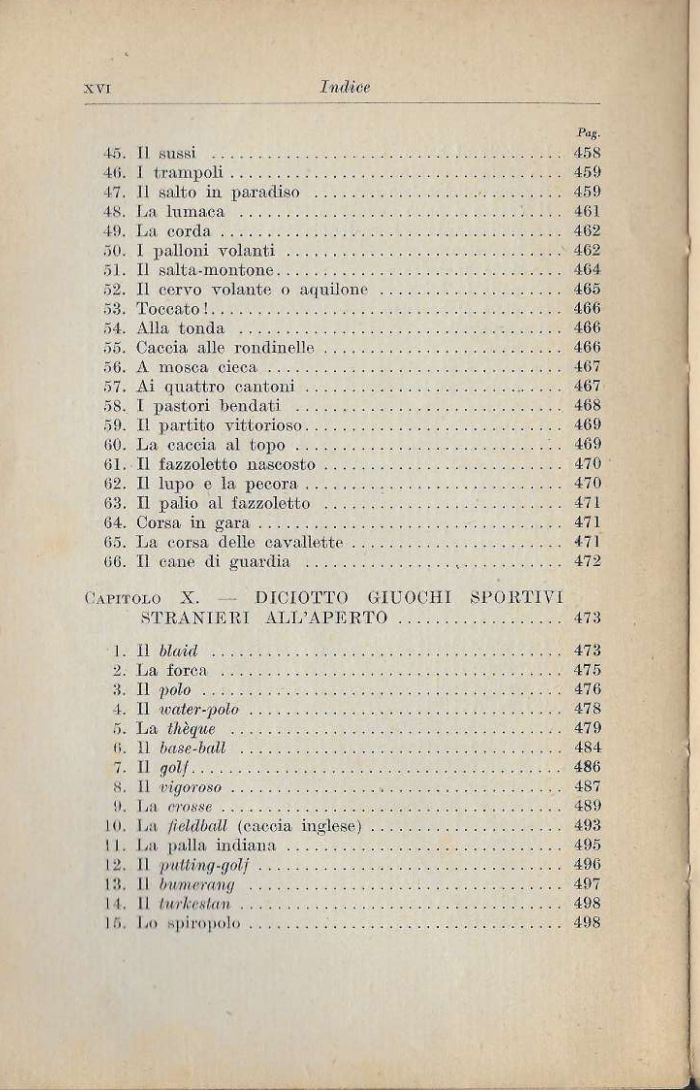 XVI Indice
Pag.
45. Il sussi .................................... 458
46. I trampoli .................................... 459
47. Il salto in paradiso .......................... 459
48. La lumaca .................................. 461
49. La corda .................................... 462
50. I palloni volanti ............................. 462
51. Il salta-montone .............................. 464
52. Il cervo volante o aquilone .................... 465
53. Toccato! .................................... 466
54. Alla tonda .................................. 466
55. Caccia alle rondinelle ......................... 466
56. A mosca cieca ............................... 467
57. Ai quattro cantoni ........................... 467
58. I pastori bendati ............................ 468
59. Il partito vittorioso ........................... 469
60. La caccia al topo ............................ 469
61. Il fazzoletto nascosto ......................... 470
62. Il lupo e la pecora ........................... 470
63. Il palio al fazzoletto ......................... 471
64. Corsa in gara ................................ 471
65. La corsa delle cavallette ....................... 471
66. Il cane di guardia ........................... 472
Capitolo X. — DICIOTTO GIUOCHI SPORTIVI
STRANIERI ALL'APERTO .................. 473
1. Il blaid .................................... 473
2. La forca .................................... 475
3. Il polo ..................................... 476
4. Il water-polo ................................ 478
5. La thèque .................................. 479
6. Il base-ball .................................. 484
7. Il golf ....................................... 486
8. Il vigoroso .................................. 487
9. La crosse .................................... 489
10. La fieldball (caccia inglese) .................... 493
11. La palla indiana ............................. 495
12. Il putting-golf ................................ 496
13. Il bumerang ................................ 497
14. Il turkestan .................................. 498
15. Lo spiropolo ................................. 498